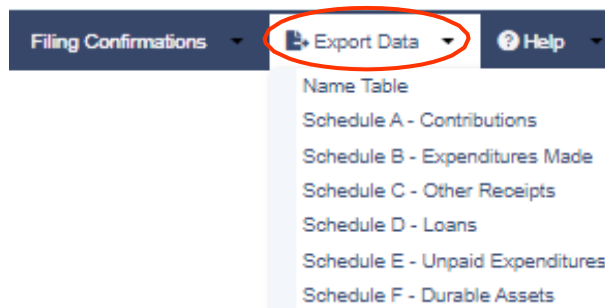 Filing Confirmations Export Data Help
Name Table
Schedule A - Contributions
Schedule B - Expenditures Made
Schedule C - Other Receipts
Schedule D - Loans
Schedule E - Unpaid Expenditures
Schedule F - Durable Assets